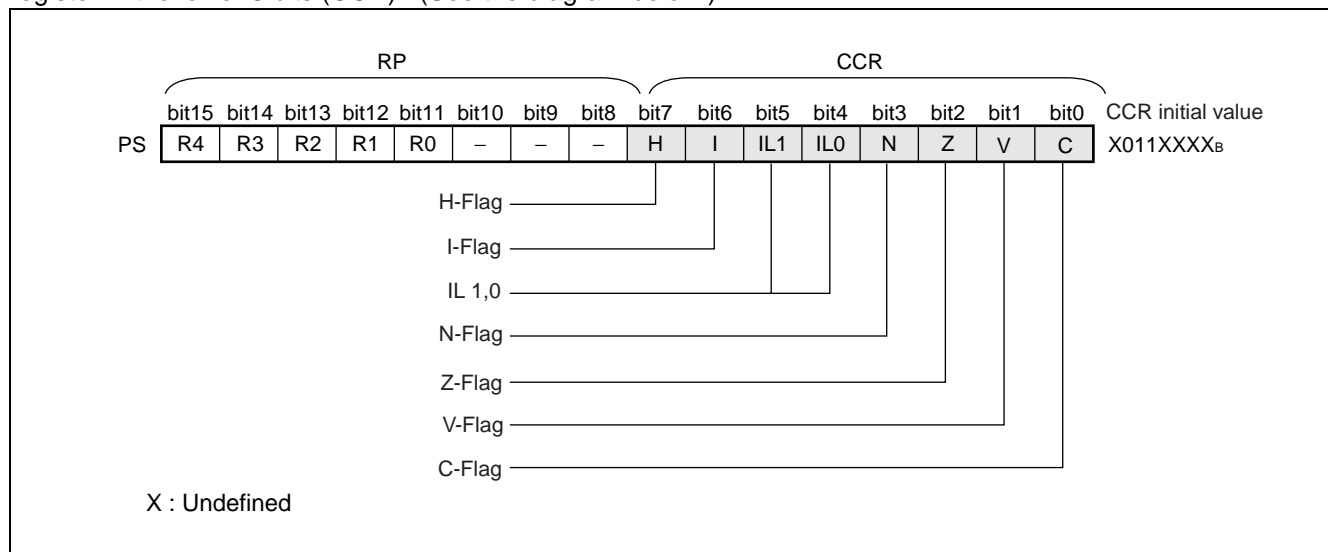 RP CCR
bit15 bit14 bit13 bit12 bit11 bit10 bit9 bit8 bit7 bit6 bit5 bit4 bit3 bit2 bit1 bit0 CCR initial value
PS R4 R3 R2 R1 R0 – – – H I IL1 IL0 N Z V C X011XXXXB
H-Flag
I-Flag
IL 1,0
N-Flag
Z-Flag
V-Flag
C-Flag
X : Undefined